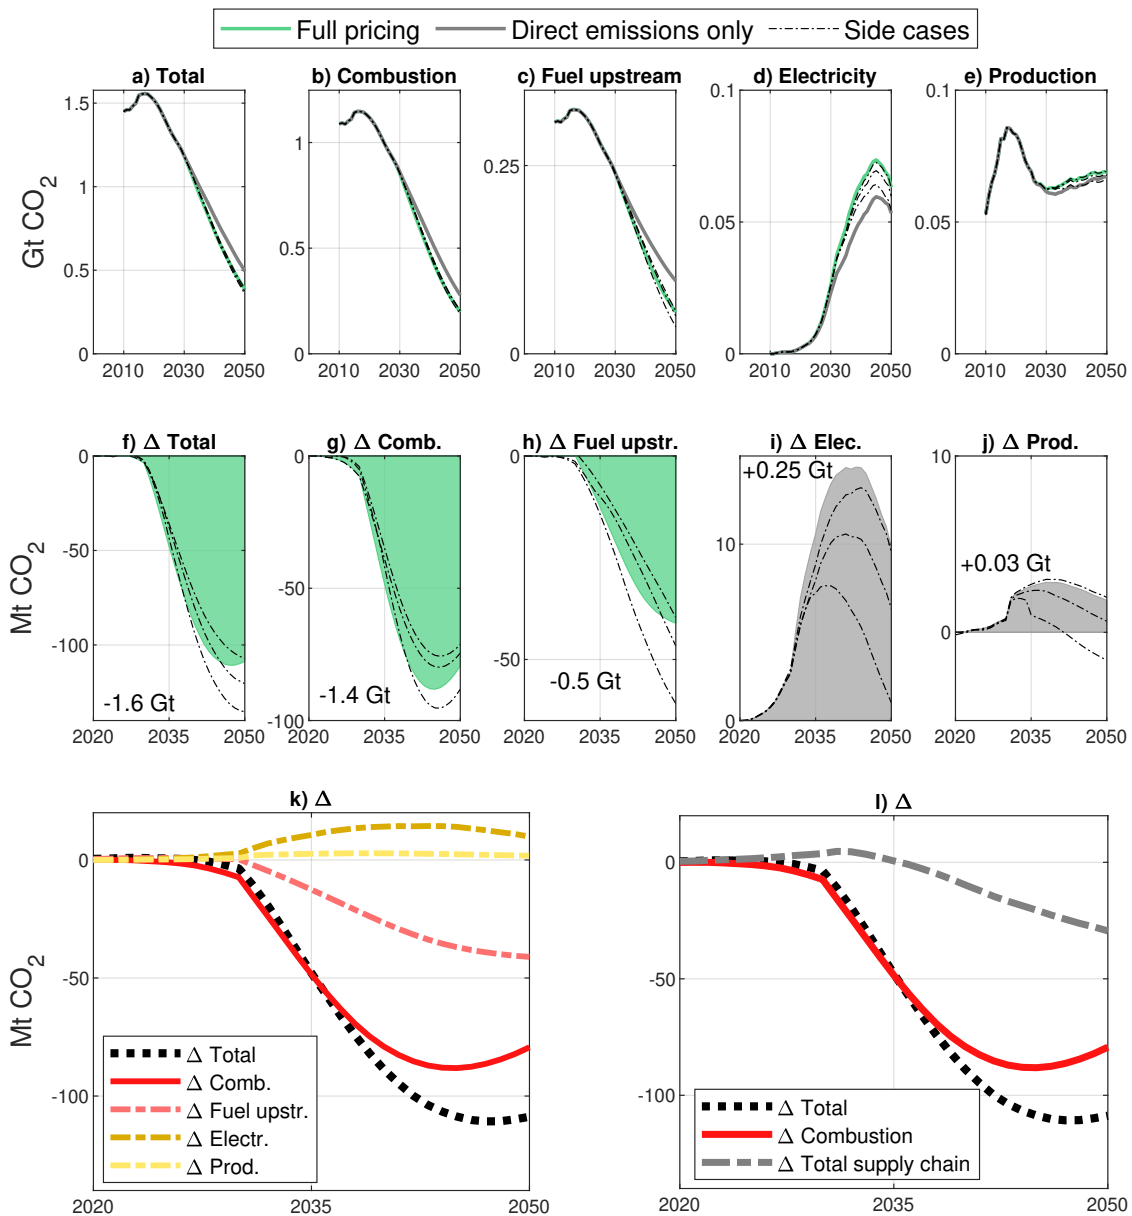 Full pricing Direct emissions only Side cases
a) Total b) Combustion c) Fuel upstream d) Electricity e) Production
Gt CO2
1.5
1
0.5
0
2010 2030 2050
1
0.5
0
2010 2030 2050
0.25
0
2010 2030 2050
0.1
0.05
0
2010 2030 2050
0.1
0.05
0
2010 2030 2050
f) Δ Total g) Δ Comb. h) Δ Fuel upstr. i) Δ Elec. j) Δ Prod.
Mt CO2
0
-50
-100
-1.6 Gt
2020 2035 2050
0
-50
-100
-1.4 Gt
2020 2035 2050
0
-50
-0.5 Gt
2020 2035 2050
+0.25 Gt
10
0
2020 2035 2050
10
+0.03 Gt
0
2020 2035 2050
k) Δ
Mt CO2
0
-50
-100
Δ Total
Δ Comb.
Δ Fuel upstr.
Δ Electr.
Δ Prod.
2020 2035 2050
l) Δ
0
-50
-100
Δ Total
Δ Combustion
Δ Total supply chain
2020 2035 2050